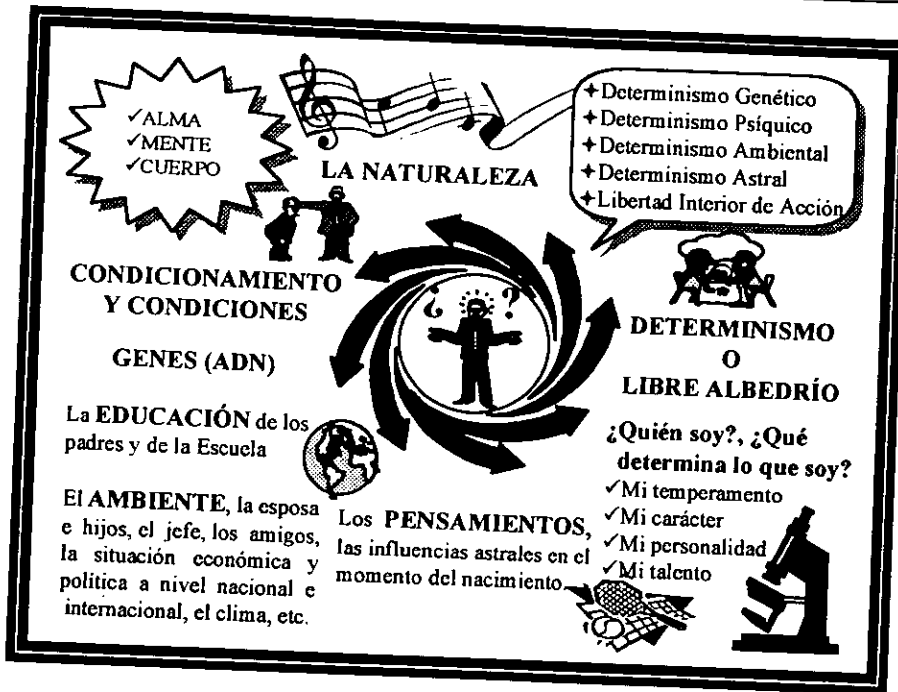 ✓ALMA
✓MENTE
✓CUERPO
LA NATURALEZA
✦Determinismo Genético
✦Determinismo Psíquico
✦Determinismo Ambiental
✦Determinismo Astral
✦Libertad Interior de Acción
CONDICIONAMIENTO
Y CONDICIONES
GENES (ADN)
La EDUCACIÓN de los
padres y de la Escuela
El AMBIENTE, la esposa
e hijos, el jefe, los amigos,
la situación económica y
política a nivel nacional e
internacional, el clima, etc.
¿ ?
Los PENSAMIENTOS,
las influencias astrales en el
momento del nacimiento
DETERMINISMO
O
LIBRE ALBEDRÍO
¿Quién soy?, ¿Qué
determina lo que soy?
✓Mi temperamento
✓Mi carácter
✓Mi personalidad
✓Mi talento